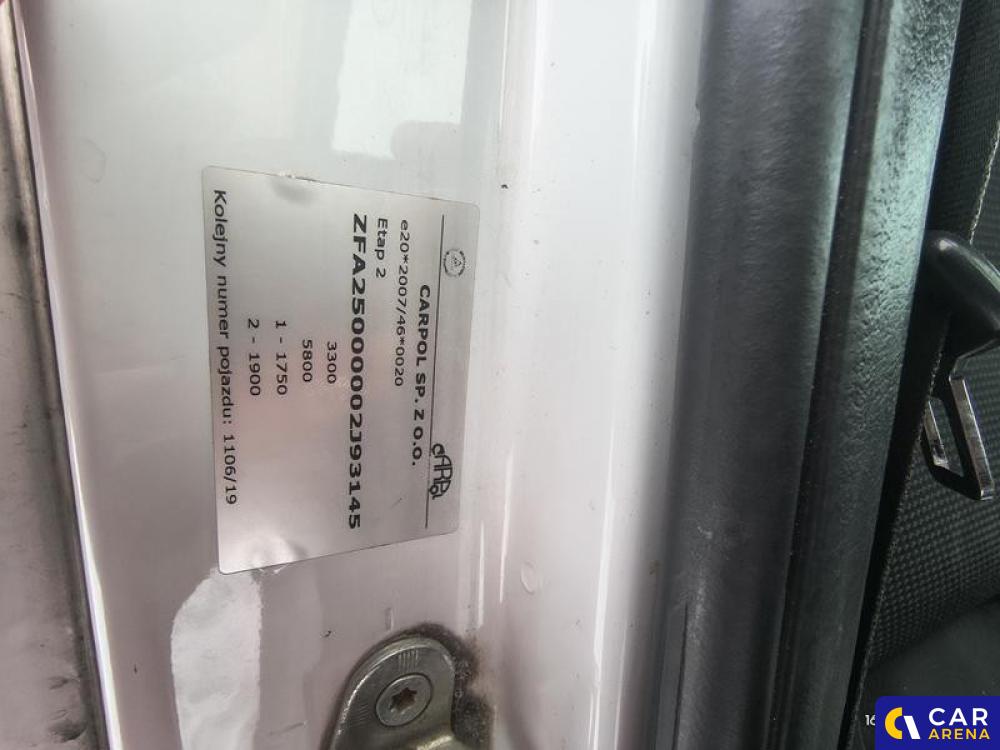 CARPOL
CARPOL SP. Z O.O.
e20*2007/46*0020
Etap 2
ZFA25000002J93145
3300
5800
1 - 1750
2 - 1900
Kolejny numer pojazdu: 1106/19
CAR
ARENA